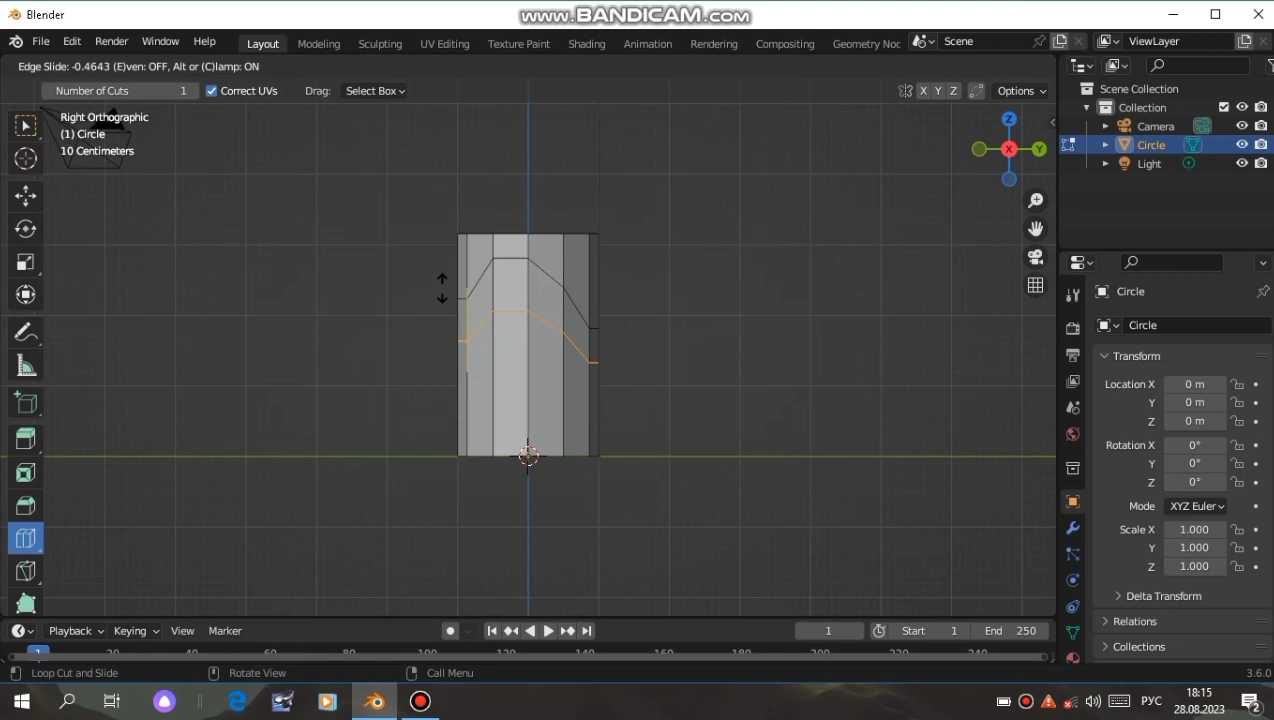 Blender
www.BANDICAM.com
File Edit Render Window Help
Layout Modeling Sculpting UV Editing Texture Paint Shading Animation Rendering Compositing Geometry Noc
Scene
ViewLayer
Edge Slide: -0.4643 (E)ven: OFF, Alt or (C)lamp: ON
Number of Cuts 1
Correct UVs
Drag: Select Box
X Y Z
Options
Right Orthographic
(1) Circle
10 Centimeters
Z
X
Y
Scene Collection
Collection
Camera
Circle
Light
Circle
Circle
Transform
Location X 0 m
Y 0 m
Z 0 m
Rotation X 0°
Y 0°
Z 0°
Mode XYZ Euler
Scale X 1.000
Y 1.000
Z 1.000
Delta Transform
Relations
Collections
Playback Keying View Marker
1
Start 1
End 250
Loop Cut and Slide
Rotate View
Call Menu
3.6.0
РУС
18:15
28.08.2023
2